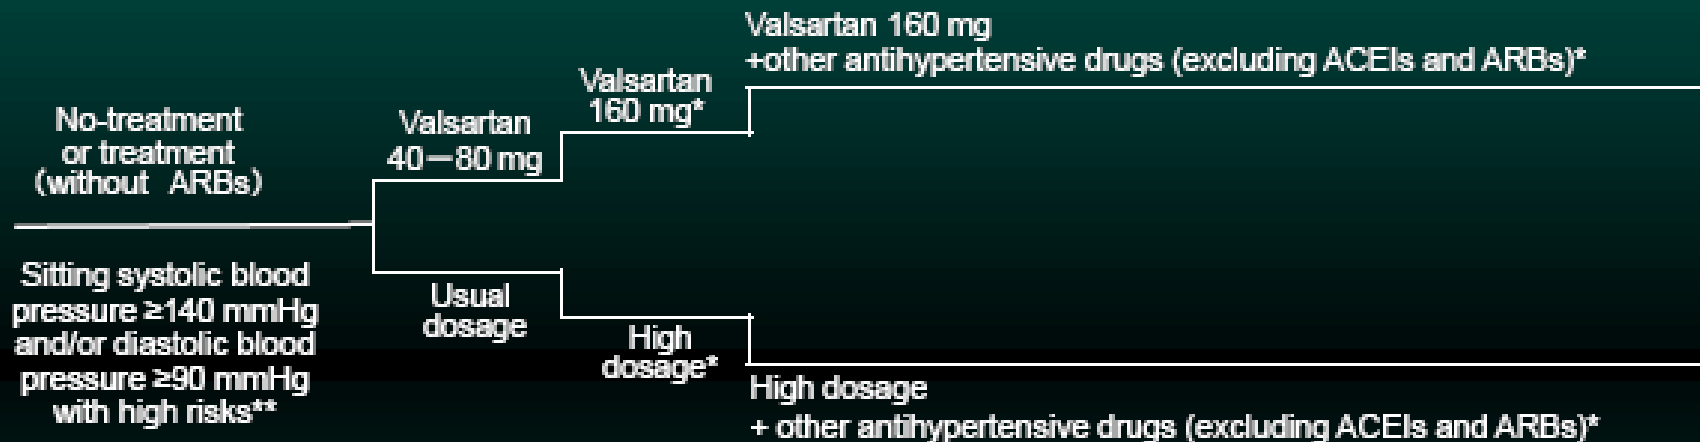 Valsartan 160 mg
+other antihypertensive drugs (excluding ACEIs and ARBs)*
Valsartan
160 mg*
No-treatment
or treatment
(without ARBs)
Valsartan
40−80 mg
Sitting systolic blood
pressure ≥140 mmHg
and/or diastolic blood
pressure ≥90 mmHg
with high risks**
Usual
dosage
High
dosage*
High dosage
+ other antihypertensive drugs (excluding ACEIs and ARBs)*